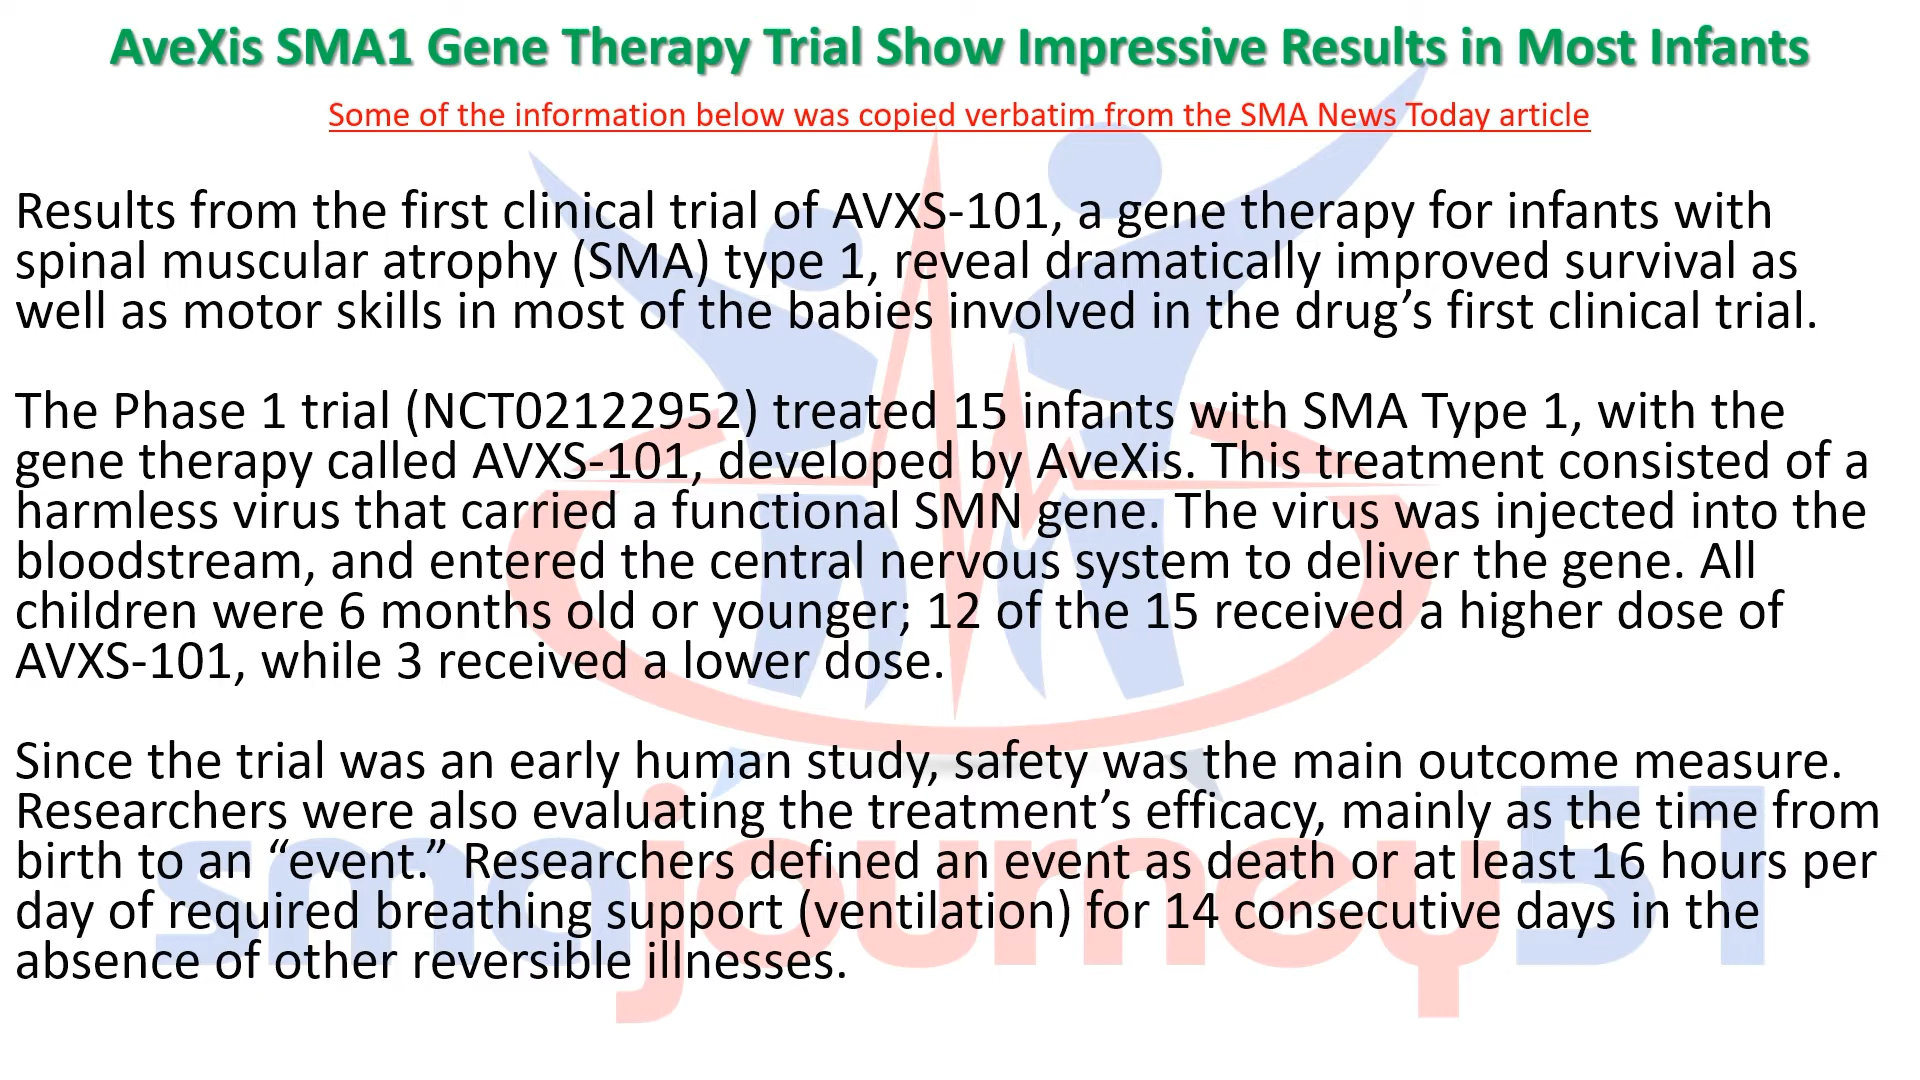 AveXis SMA1 Gene Therapy Trial Show Impressive Results in Most Infants
Some of the information below was copied verbatim from the SMA News Today article
Results from the first clinical trial of AVXS-101, a gene therapy for infants with
spinal muscular atrophy (SMA) type 1, reveal dramatically improved survival as
well as motor skills in most of the babies involved in the drug’s first clinical trial.
The Phase 1 trial (NCT02122952) treated 15 infants with SMA Type 1, with the
gene therapy called AVXS-101, developed by AveXis. This treatment consisted of a
harmless virus that carried a functional SMN gene. The virus was injected into the
bloodstream, and entered the central nervous system to deliver the gene. All
children were 6 months old or younger; 12 of the 15 received a higher dose of
AVXS-101, while 3 received a lower dose.
Since the trial was an early human study, safety was the main outcome measure.
Researchers were also evaluating the treatment’s efficacy, mainly as the time from
birth to an “event.” Researchers defined an event as death or at least 16 hours per
day of required breathing support (ventilation) for 14 consecutive days in the
absence of other reversible illnesses.
smajourney51